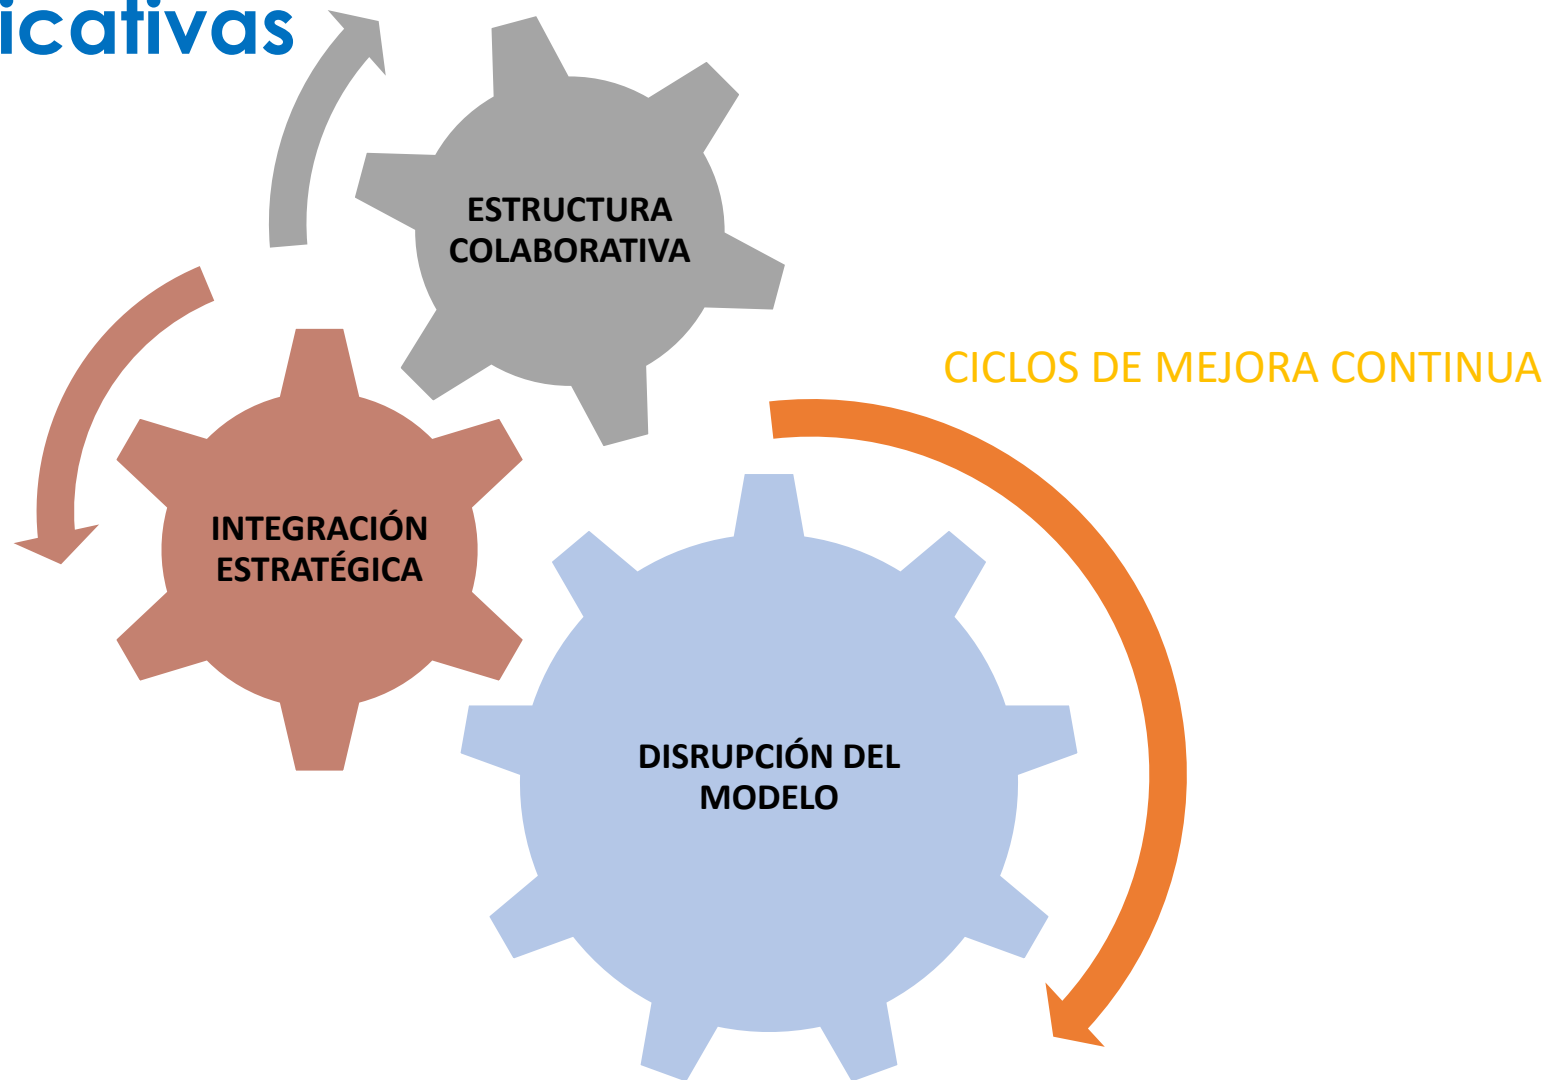 icativas
ESTRUCTURA
COLABORATIVA
CICLOS DE MEJORA CONTINUA
INTEGRACIÓN
ESTRATÉGICA
DISRUPCIÓN DEL
MODELO